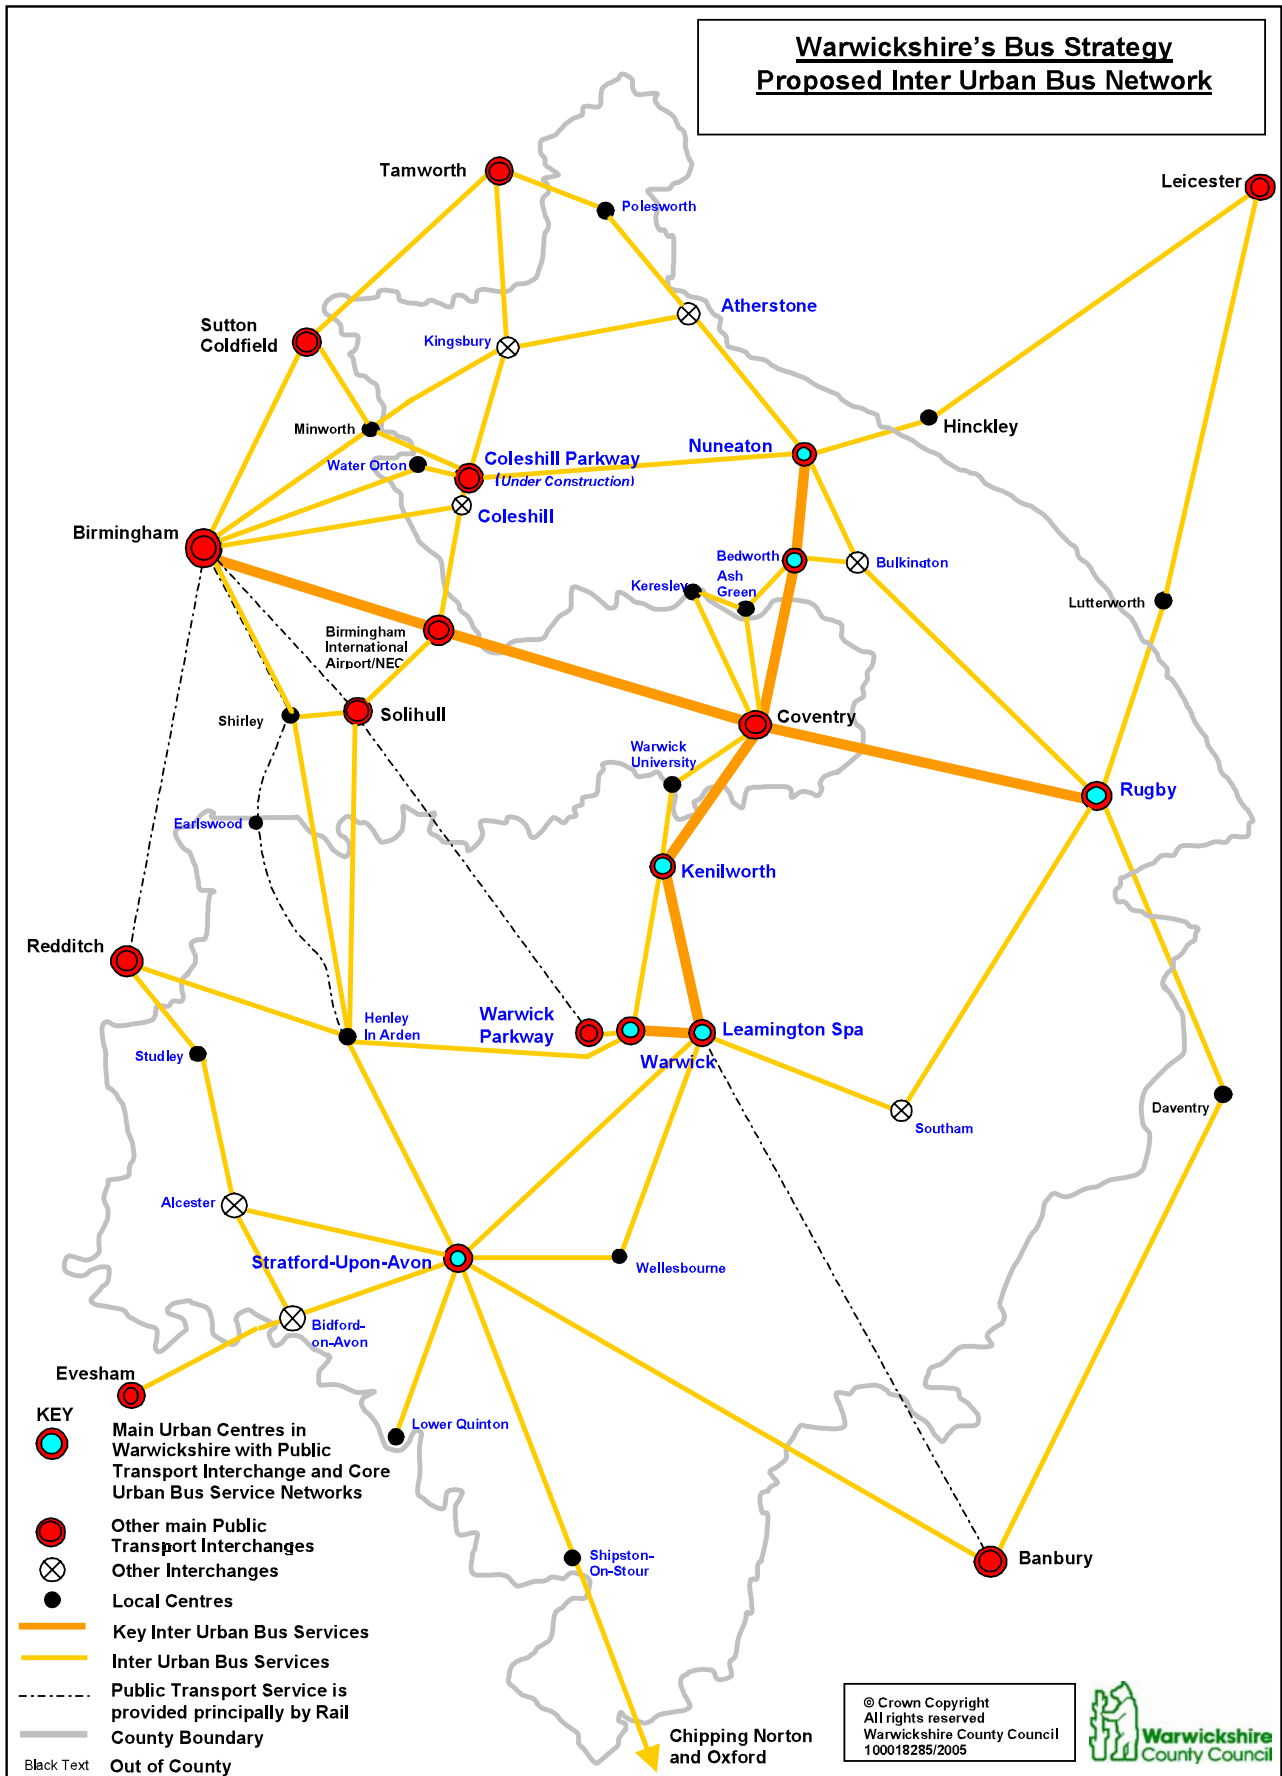 Warwickshire's Bus Strategy
Proposed Inter Urban Bus Network
Tamworth
Leicester
Polesworth
Atherstone
Sutton
Coldfield
Kingsbury
Minworth
Hinckley
Nuneaton
Water Orton
Coleshill Parkway
(Under Construction)
Coleshill
Birmingham
Bedworth
Bulkington
Ash
Green
Keresley
Lutterworth
Birmingham
International
Airport/NEC
Shirley
Solihull
Coventry
Warwick
University
Rugby
Earlswood
Kenilworth
Redditch
Henley
In Arden
Warwick
Parkway
Leamington Spa
Warwick
Studley
Daventry
Southam
Alcester
Stratford-Upon-Avon
Wellesbourne
Bidford-
on-Avon
Evesham
Lower Quinton
Shipston-
On-Stour
Banbury
Chipping Norton
and Oxford
KEY
Main Urban Centres in
Warwickshire with Public
Transport Interchange and Core
Urban Bus Service Networks
Other main Public
Transport Interchanges
Other Interchanges
Local Centres
Key Inter Urban Bus Services
Inter Urban Bus Services
Public Transport Service is
provided principally by Rail
County Boundary
Black Text Out of County
© Crown Copyright
All rights reserved
Warwickshire County Council
100018285/2005
Warwickshire
County Council